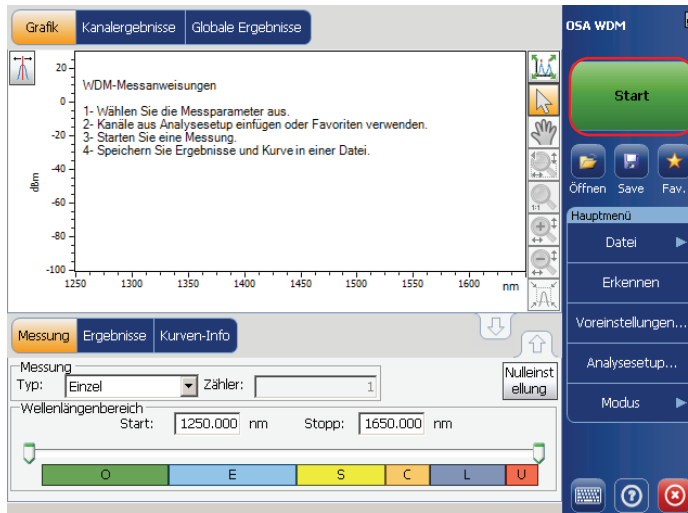 Grafik Kanalergebnisse Globale Ergebnisse
OSA WDM
WDM-Messanweisungen
1- Wählen Sie die Messparameter aus.
2- Kanäle aus Analysesetup einfügen oder Favoriten verwenden.
3- Starten Sie eine Messung.
4- Speichern Sie Ergebnisse und Kurve in einer Datei.
dBm
20
0
-20
-40
-60
-80
-100
1250 1300 1350 1400 1450 1500 1550 1600 nm
1:1
Start
Öffnen Save Fav.
Hauptmenü
Datei
Erkennen
Voreinstellungen...
Analysesetup...
Modus
Messung Ergebnisse Kurven-Info
Messung
Typ: Einzel Zähler: 1
Nulleinst
ellung
Wellenlängenbereich
Start: 1250.000 nm Stopp: 1650.000 nm
O E S C L U
?